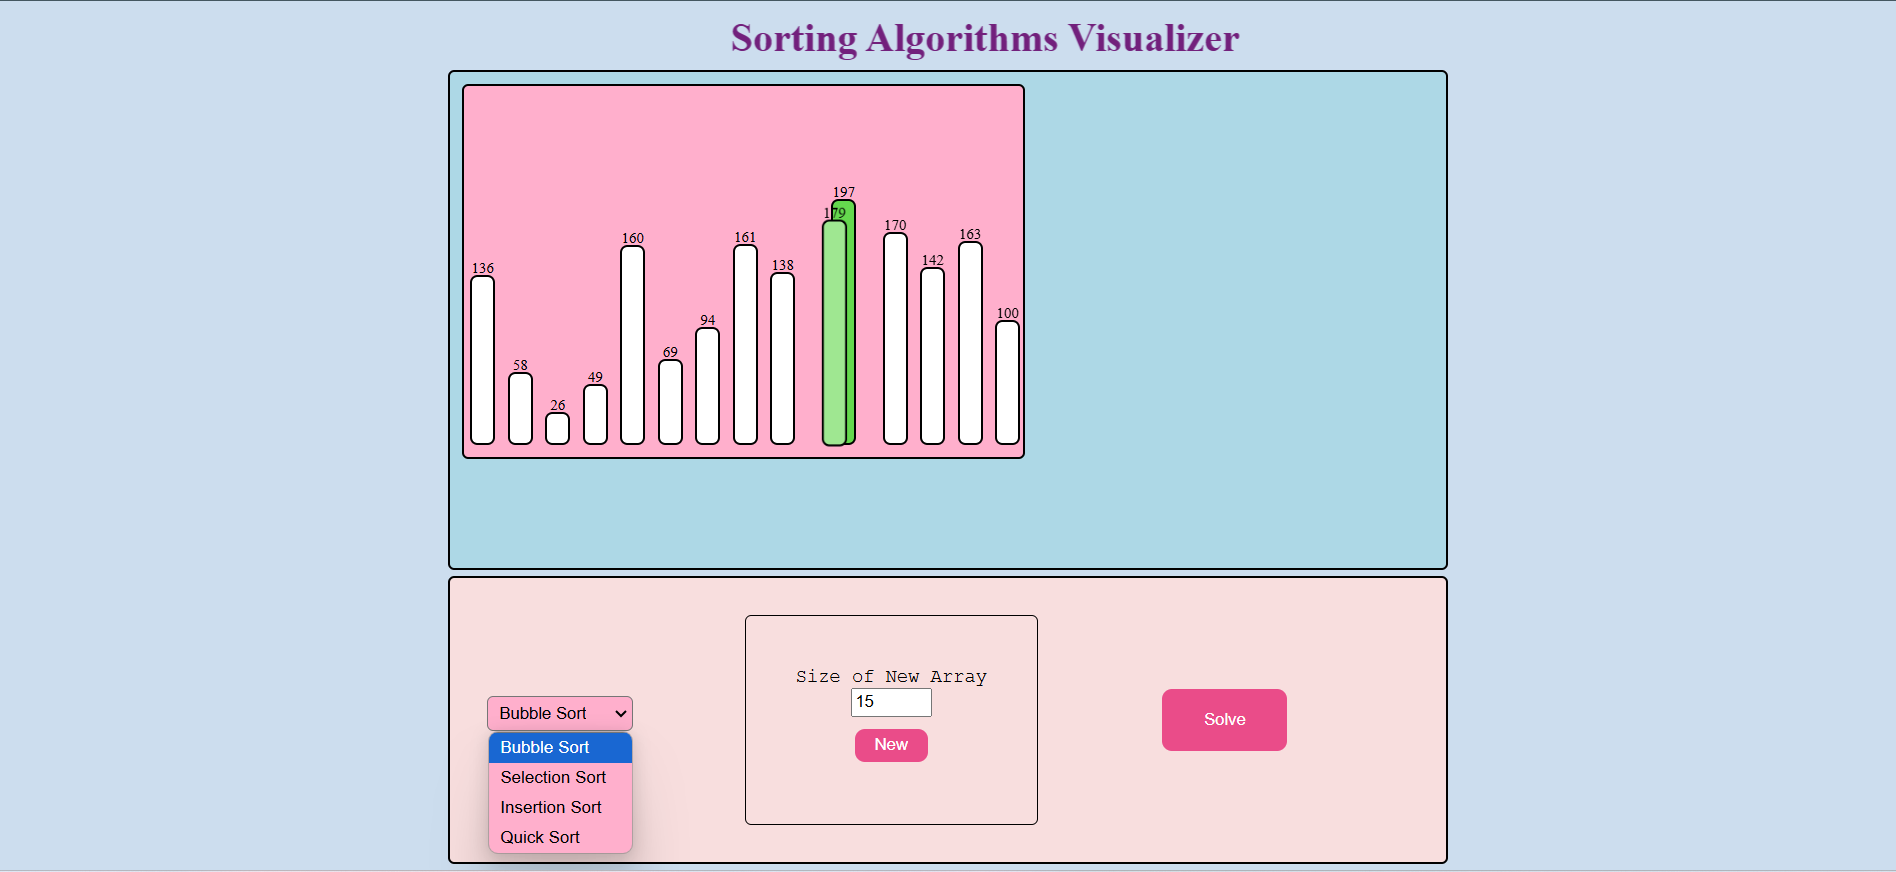 Sorting Algorithms Visualizer
136
58
26
49
160
69
94
161
138
179
197
170
142
163
100
Bubble Sort
Bubble Sort
Selection Sort
Insertion Sort
Quick Sort
Size of New Array
15
New
Solve